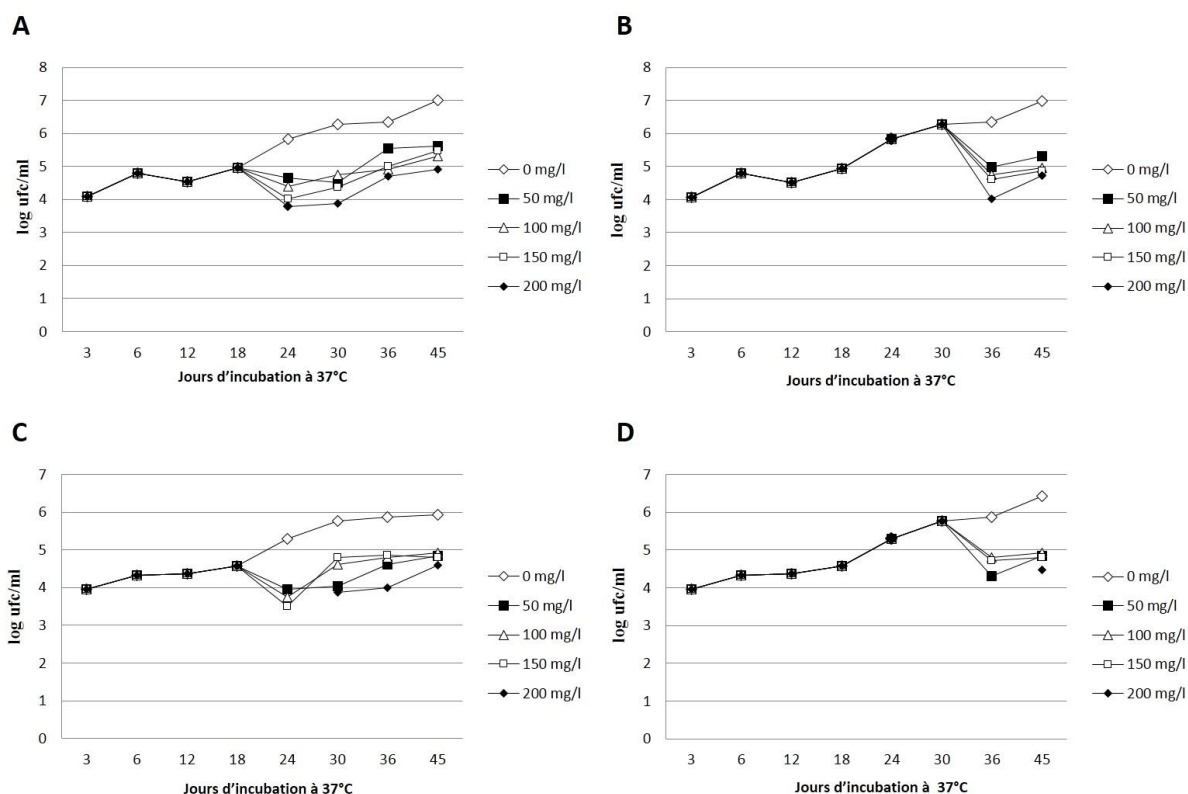 A
8
7
6
5
4
3
2
1
0
log ufc/ml
3 6 12 18 24 30 36 45
Jours d'incubation à 37°C
0 mg/l
50 mg/l
100 mg/l
150 mg/l
200 mg/l
B
8
7
6
5
4
3
2
1
0
log ufc/ml
3 6 12 18 24 30 36 45
Jours d'incubation à 37°C
0 mg/l
50 mg/l
100 mg/l
150 mg/l
200 mg/l
C
7
6
5
4
3
2
1
0
log ufc/ml
3 6 12 18 24 30 36 45
Jours d'incubation à 37°C
0 mg/l
50 mg/l
100 mg/l
150 mg/l
200 mg/l
D
7
6
5
4
3
2
1
0
log ufc/ml
3 6 12 18 24 30 36 45
Jours d'incubation à 37°C
0 mg/l
50 mg/l
100 mg/l
150 mg/l
200 mg/l